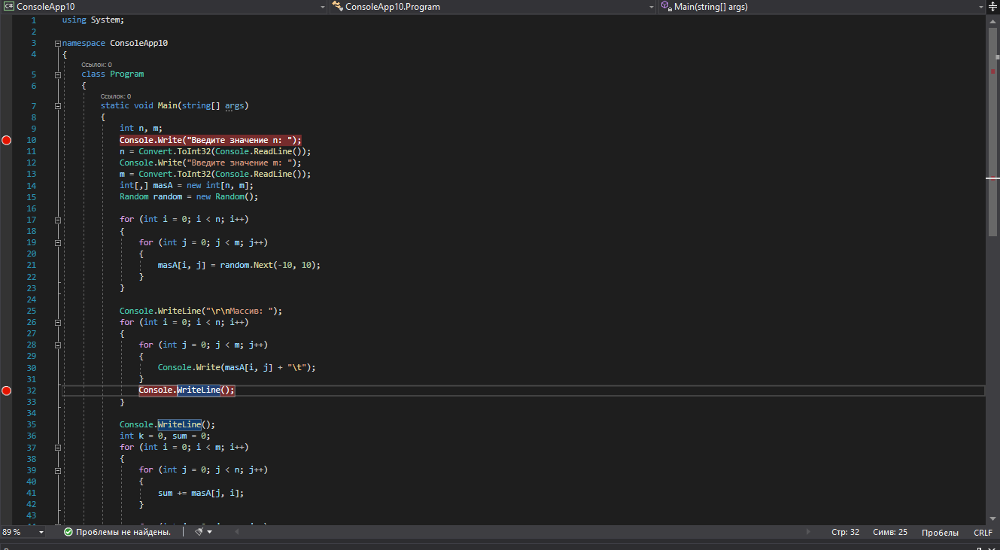 ConsoleApp10 ConsoleApp10.Program Main(string[] args)
1 using System;
2
3 namespace ConsoleApp10
4 {
Ссылок: 0
5 class Program
6 {
Ссылок: 0
7 static void Main(string[] args)
8 {
9 int n, m;
10 Console.Write("Введите значение n: ");
11 n = Convert.ToInt32(Console.ReadLine());
12 Console.Write("Введите значение m: ");
13 m = Convert.ToInt32(Console.ReadLine());
14 int[,] masA = new int[n, m];
15 Random random = new Random();
16
17 for (int i = 0; i < n; i++)
18 {
19 for (int j = 0; j < m; j++)
20 {
21 masA[i, j] = random.Next(-10, 10);
22 }
23 }
24
25 Console.WriteLine("\r\nМассив: ");
26 for (int i = 0; i < n; i++)
27 {
28 for (int j = 0; j < m; j++)
29 {
30 Console.Write(masA[i, j] + "\t");
31 }
32 Console.WriteLine();
33 }
34
35 Console.WriteLine();
36 int k = 0, sum = 0;
37 for (int i = 0; i < m; i++)
38 {
39 for (int j = 0; j < n; j++)
40 {
41 sum += masA[j, i];
42 }
43
89 % Проблемы не найдены. Стр: 32 Симв: 25 Пробелы CRLF